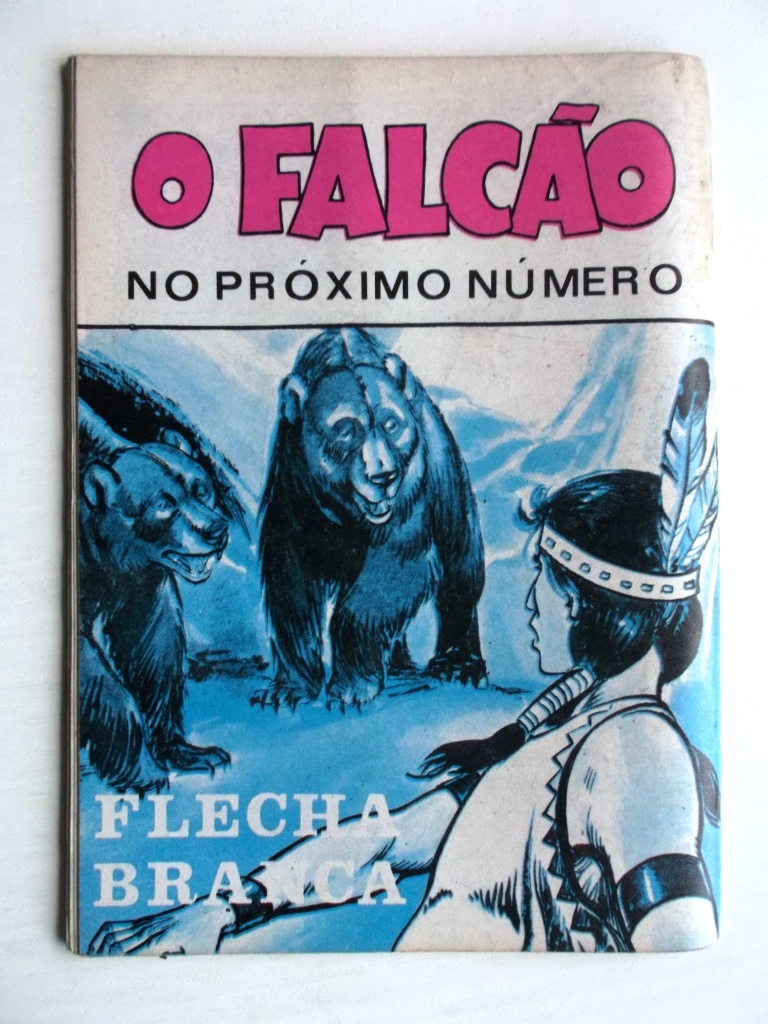 O FALCÃO
NO PRÓXIMO NÚMERO
FLECHA
BRANCA